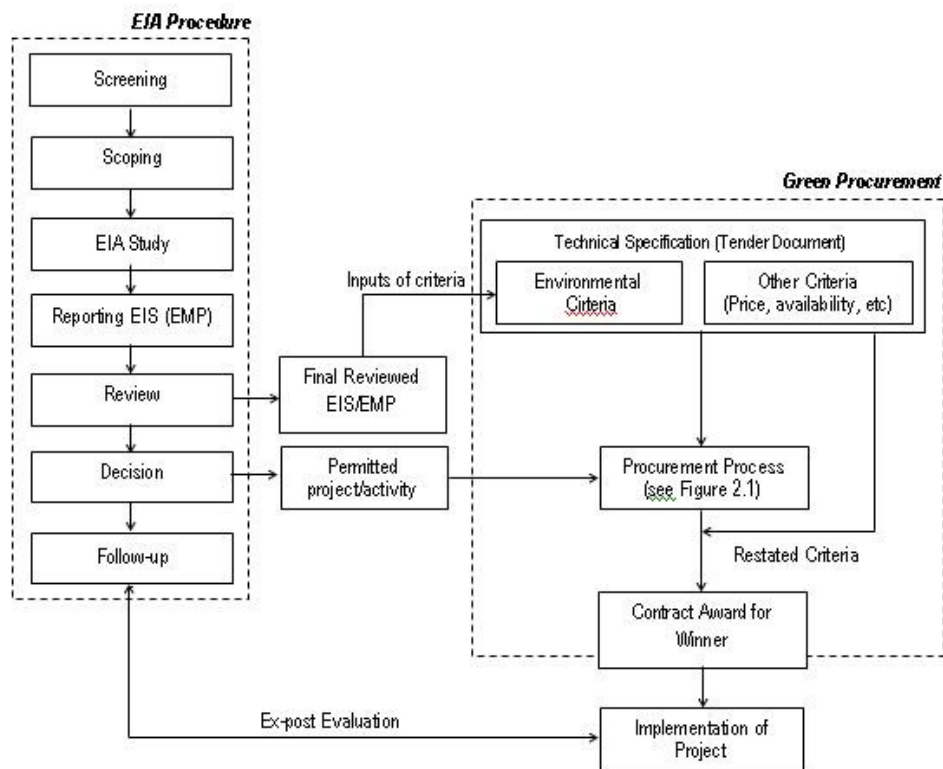 EIA Procedure
Screening
Scoping
EIA Study
Reporting EIS (EMP)
Review
Decision
Follow-up
Final Reviewed
EIS/EMP
Permitted
project/activity
Inputs of criteria
Green Procurement
Technical Specification (Tender Document)
Environmental
Cirteria
Other Criteria
(Price, availability, etc)
Procurement Process
(see Figure 2.1)
Restated Criteria
Contract Award for
Winner
Ex-post Evaluation
Implementation of
Project